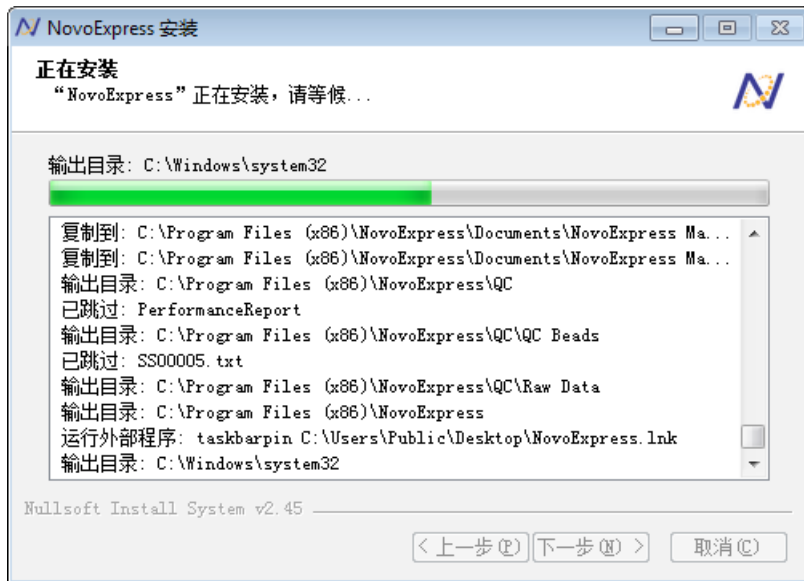 NovoExpress 安装
正在安装
“NovoExpress”正在安装，请等候...
输出目录: C:\Windows\system32
复制到: C:\Program Files (x86)\NovoExpress\Documents\NovoExpress Ma...
复制到: C:\Program Files (x86)\NovoExpress\Documents\NovoExpress Ma...
输出目录: C:\Program Files (x86)\NovoExpress\QC
已跳过: PerformanceReport
输出目录: C:\Program Files (x86)\NovoExpress\QC\QC Beads
已跳过: SS00005.txt
输出目录: C:\Program Files (x86)\NovoExpress\QC\Raw Data
输出目录: C:\Program Files (x86)\NovoExpress
运行外部程序: taskbarpin C:\Users\Public\Desktop\NovoExpress.lnk
输出目录: C:\Windows\system32
Nullsoft Install System v2.45
< 上一步(P) 下一步(N) > 取消(C)